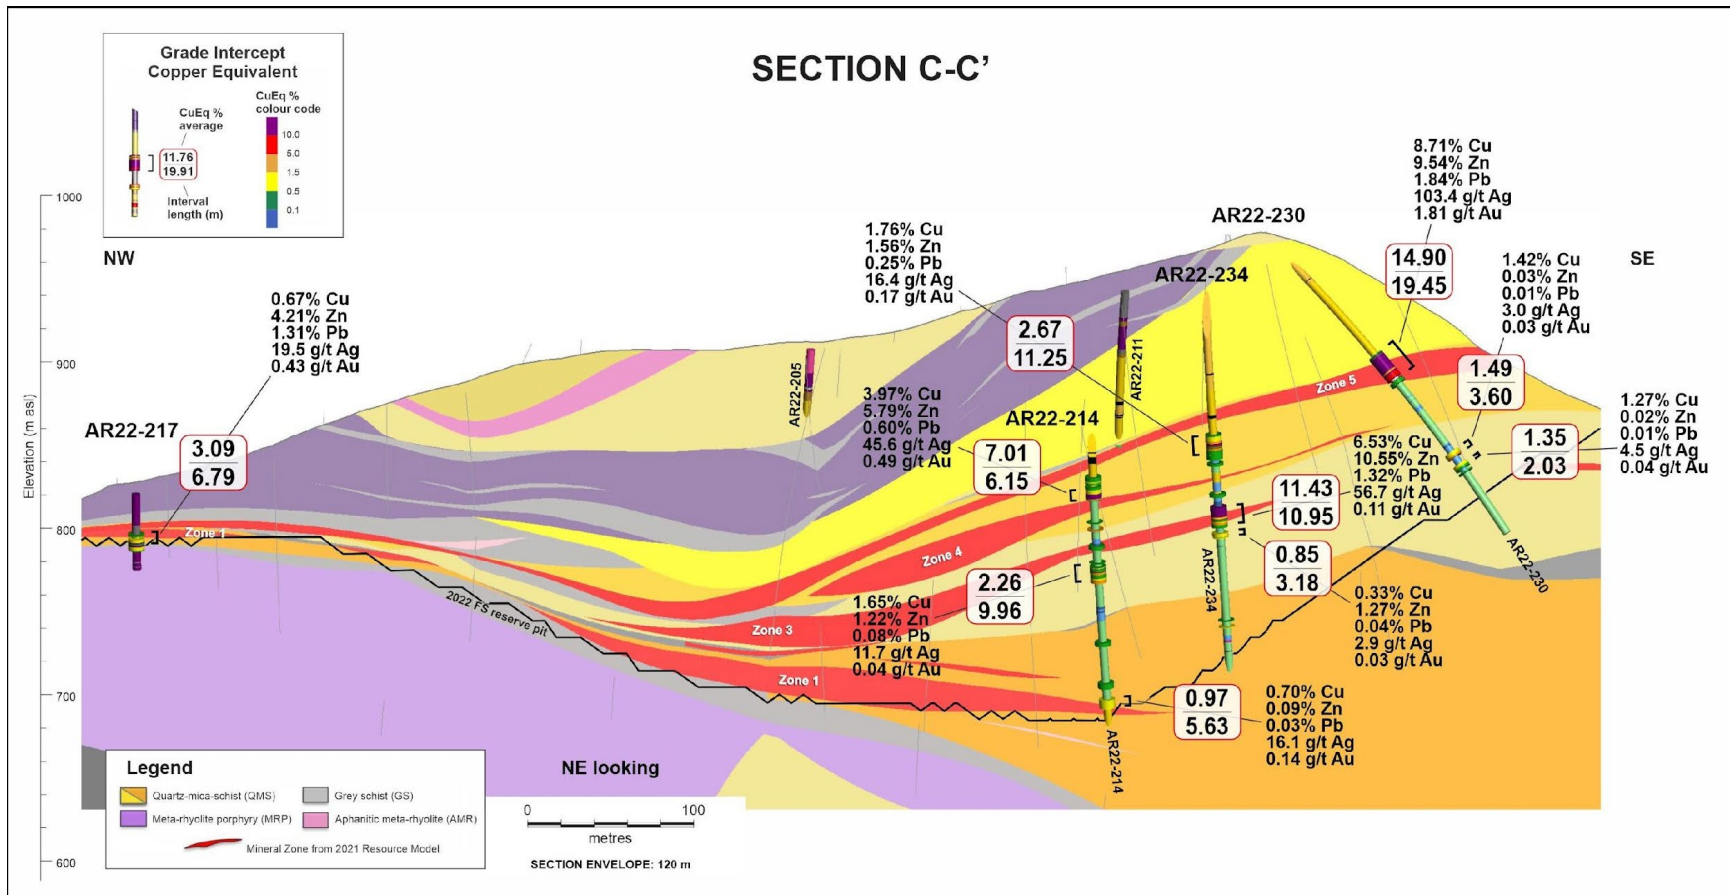 SECTION C-C’
Grade Intercept
Copper Equivalent
CuEq %
average
11.76
19.91
Interval
length (m)
CuEq %
colour code
10.0
5.0
1.5
0.5
0.1
NW
SE
Elevation (m asl)
1000
900
800
700
600
AR22-217
0.67% Cu
4.21% Zn
1.31% Pb
19.5 g/t Ag
0.43 g/t Au
3.09
6.79
Zone 1
2022 FS reserve pit
AR22-205
1.76% Cu
1.56% Zn
0.25% Pb
16.4 g/t Ag
0.17 g/t Au
2.67
11.25
AR22-211
3.97% Cu
5.79% Zn
0.60% Pb
45.6 g/t Ag
0.49 g/t Au
7.01
6.15
AR22-214
1.65% Cu
1.22% Zn
0.08% Pb
11.7 g/t Ag
0.04 g/t Au
2.26
9.96
Zone 3
Zone 1
Zone 4
Zone 5
AR22-234
AR22-234
AR22-230
8.71% Cu
9.54% Zn
1.84% Pb
103.4 g/t Ag
1.81 g/t Au
14.90
19.45
1.42% Cu
0.03% Zn
0.01% Pb
3.0 g/t Ag
0.03 g/t Au
1.49
3.60
1.27% Cu
0.02% Zn
0.01% Pb
4.5 g/t Ag
0.04 g/t Au
1.35
2.03
6.53% Cu
10.55% Zn
1.32% Pb
56.7 g/t Ag
0.11 g/t Au
11.43
10.95
0.85
3.18
0.33% Cu
1.27% Zn
0.04% Pb
2.9 g/t Ag
0.03 g/t Au
AR22-230
0.97
5.63
0.70% Cu
0.09% Zn
0.03% Pb
16.1 g/t Ag
0.14 g/t Au
AR22-214
Legend
Quartz-mica-schist (QMS)
Grey schist (GS)
Meta-rhyolite porphyry (MRP)
Aphanitic meta-rhyolite (AMR)
Mineral Zone from 2021 Resource Model
NE looking
0
100
metres
SECTION ENVELOPE: 120 m